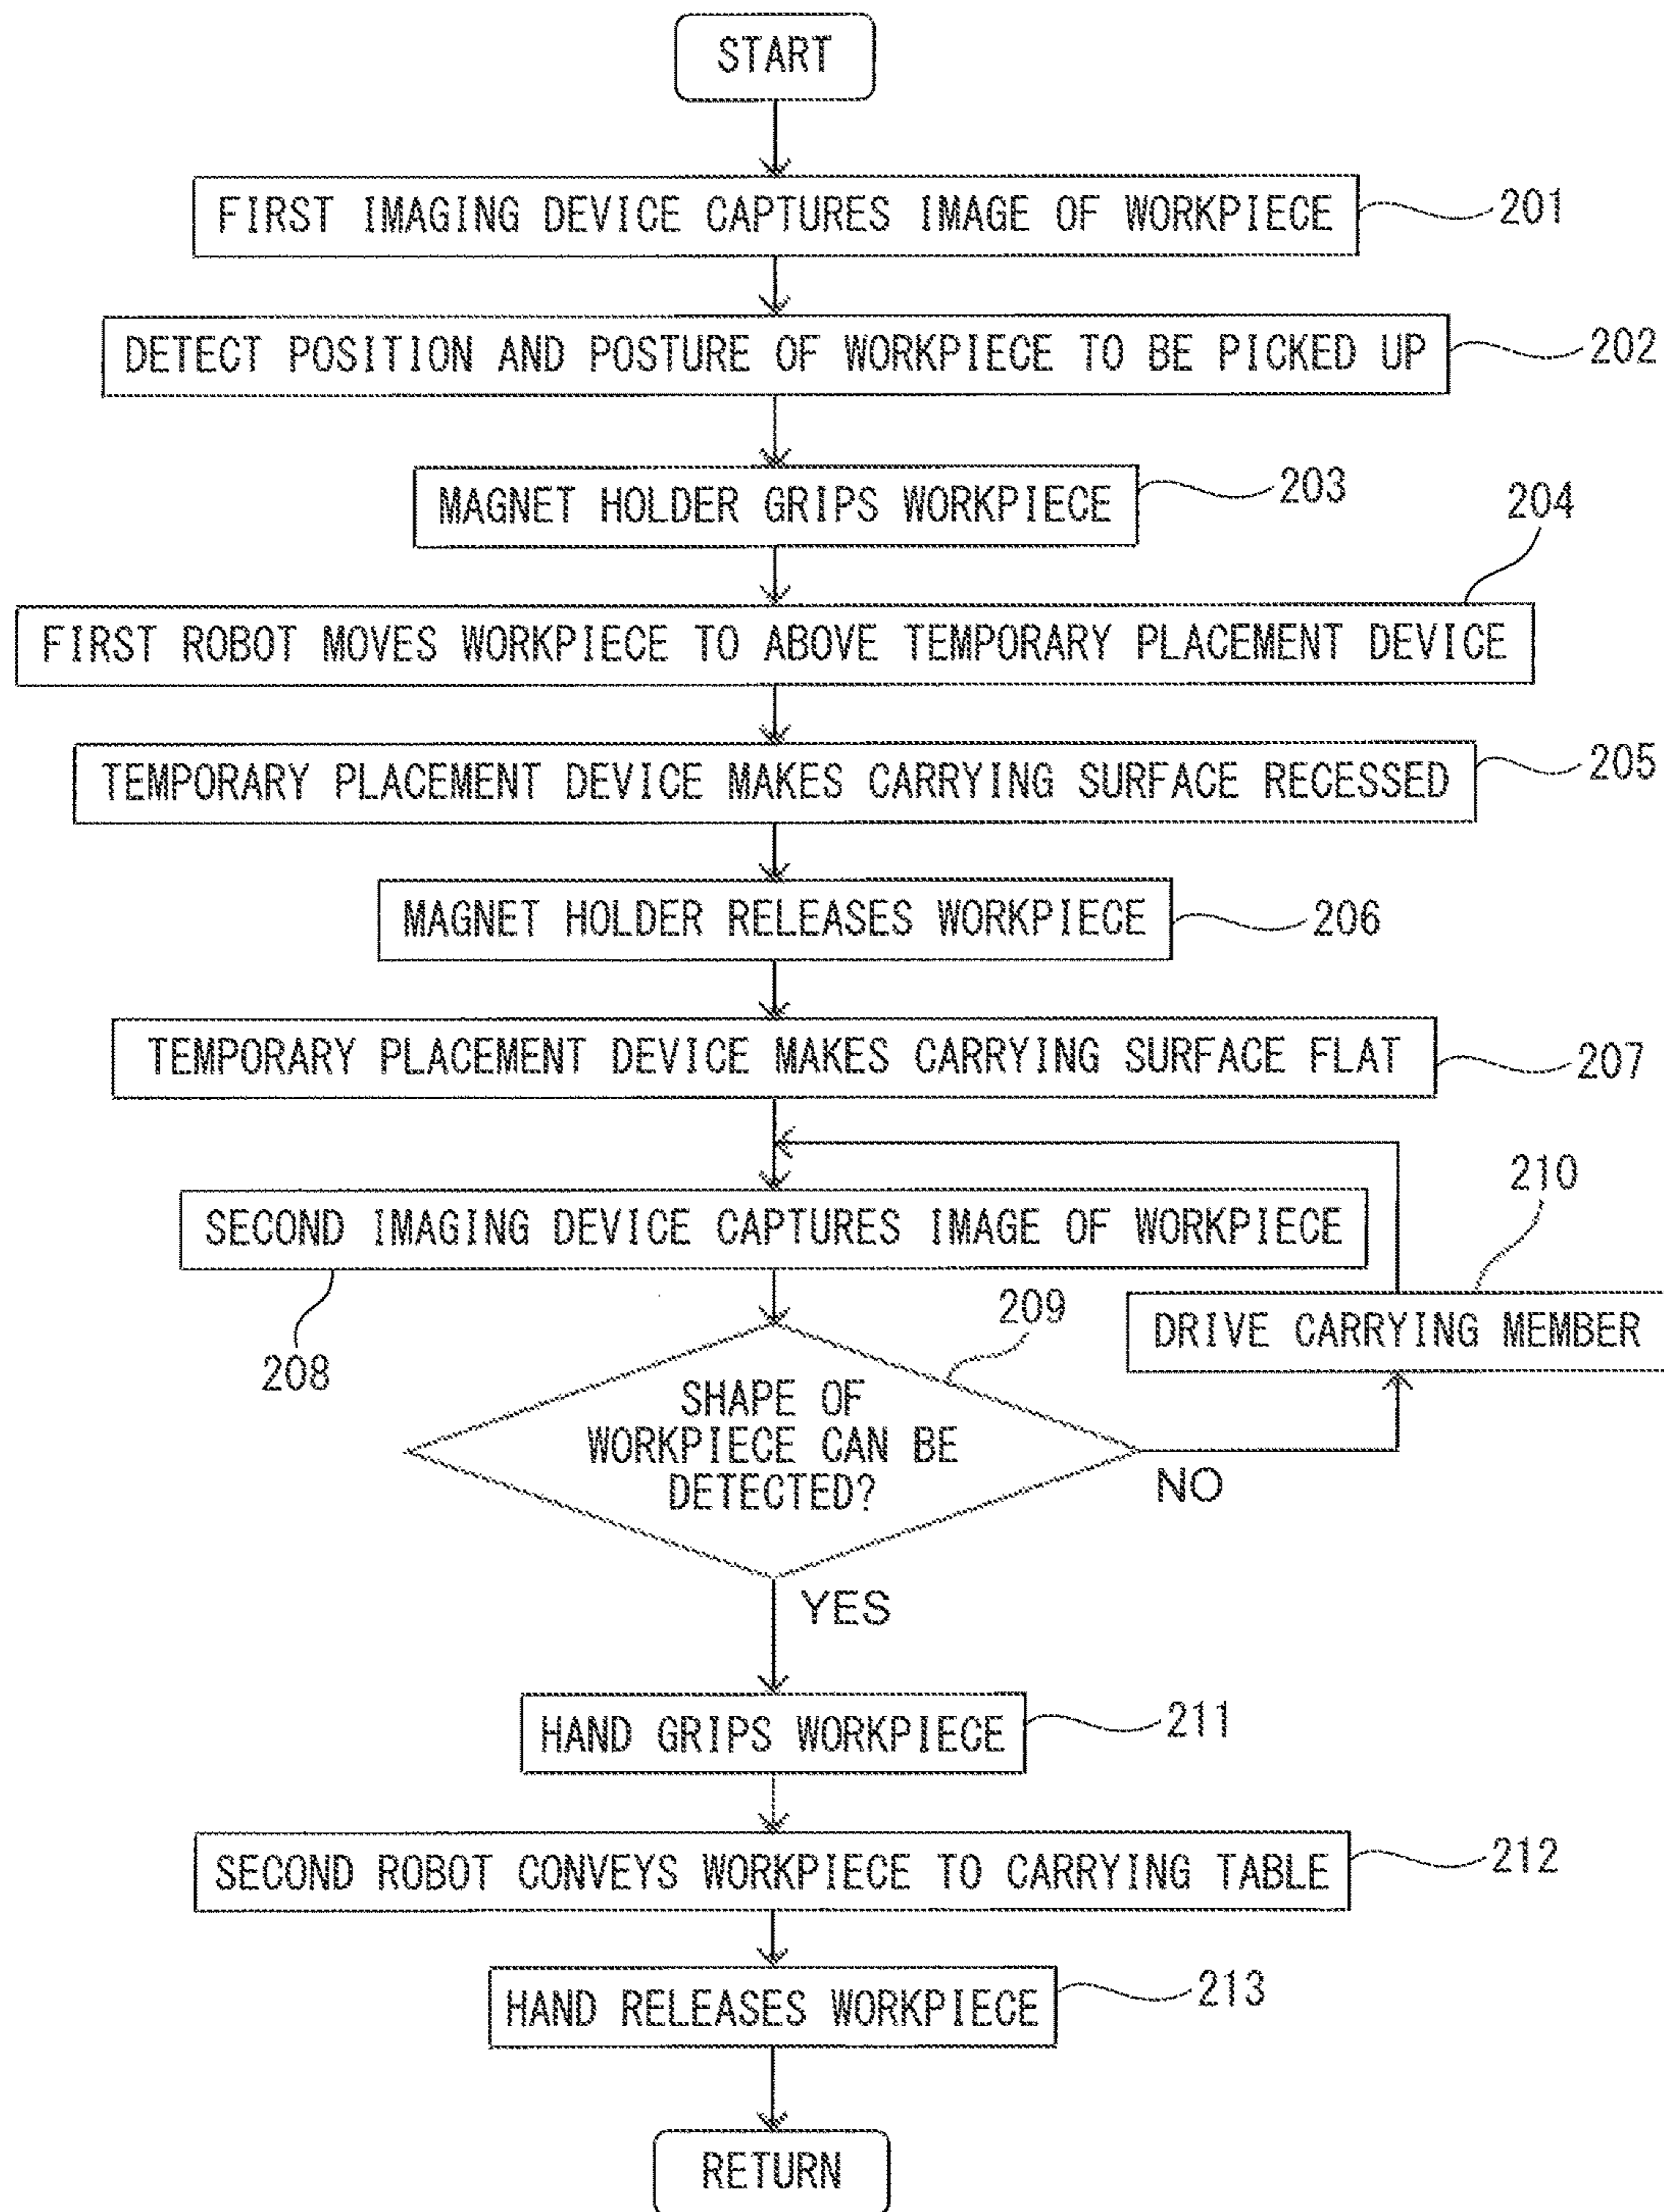 START
FIRST IMAGING DEVICE CAPTURES IMAGE OF WORKPIECE
201
DETECT POSITION AND POSTURE OF WORKPIECE TO BE PICKED UP
202
MAGNET HOLDER GRIPS WORKPIECE
203
204
FIRST ROBOT MOVES WORKPIECE TO ABOVE TEMPORARY PLACEMENT DEVICE
TEMPORARY PLACEMENT DEVICE MAKES CARRYING SURFACE RECESSED
205
MAGNET HOLDER RELEASES WORKPIECE
206
TEMPORARY PLACEMENT DEVICE MAKES CARRYING SURFACE FLAT
207
SECOND IMAGING DEVICE CAPTURES IMAGE OF WORKPIECE
208
210
DRIVE CARRYING MEMBER
209
SHAPE OF
WORKPIECE CAN BE
DETECTED?
NO
YES
HAND GRIPS WORKPIECE
211
SECOND ROBOT CONVEYS WORKPIECE TO CARRYING TABLE
212
HAND RELEASES WORKPIECE
213
RETURN